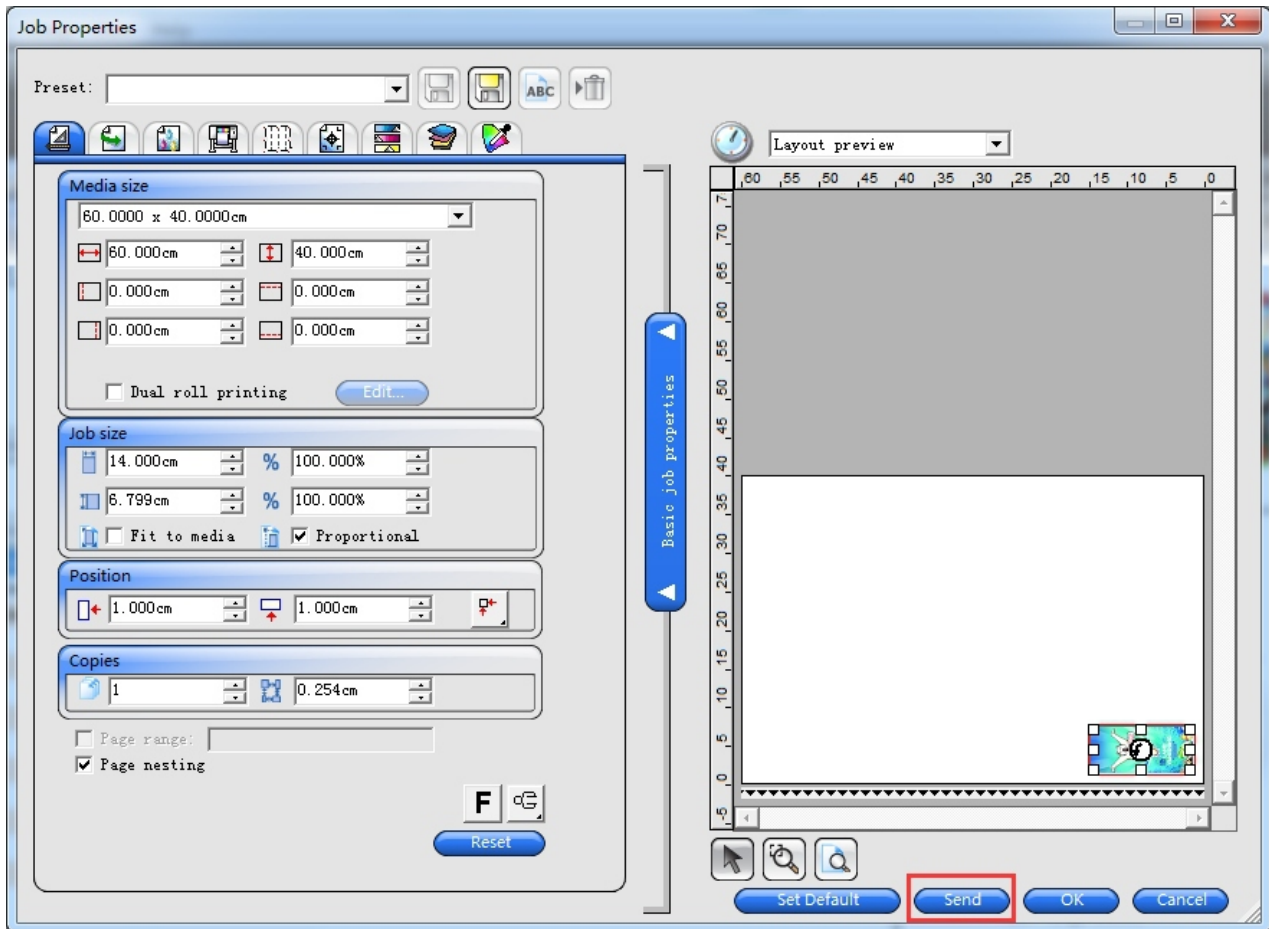 Job Properties
Preset:
ABC
Layout preview
,60 ,55 ,50 ,45 ,40 ,35 ,30 ,25 ,20 ,15 ,10 ,5 ,0
Media size
60.0000 x 40.0000cm
60.000cm 40.000cm
0.000cm 0.000cm
0.000cm 0.000cm
Dual roll printing Edit...
Job size
14.000cm % 100.000%
6.799cm % 100.000%
Fit to media Proportional
Position
1.000cm 1.000cm
Copies
1 0.254cm
Page range:
Page nesting
F
Reset
Basic job properties
7
70
65
60
55
50
45
40
35
30
25
20
15
10
5
0
-5
Set Default Send OK Cancel